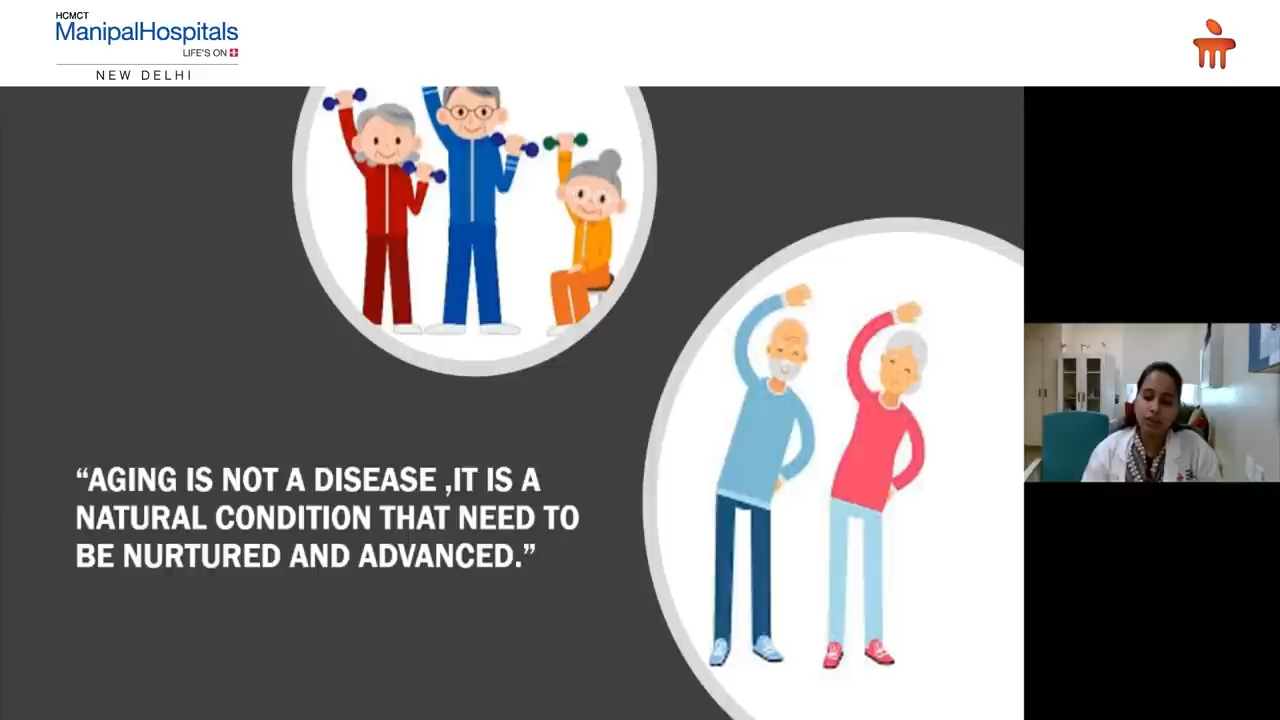 HCMCT
ManipalHospitals
LIFE'S ON
NEW DELHI
“AGING IS NOT A DISEASE ,IT IS A
NATURAL CONDITION THAT NEED TO
BE NURTURED AND ADVANCED.”